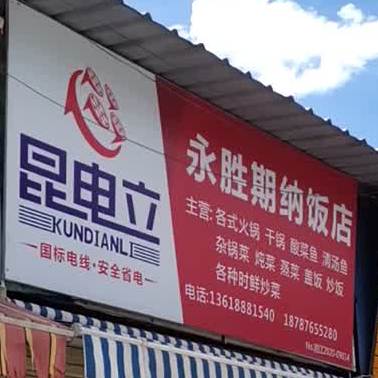 昆电立
KUNDIANLI
国标电线·安全省电
永胜期纳饭店
主营: 各式火锅 干锅 酸菜鱼 清汤鱼
杂锅菜 炖菜 蒸菜 盖饭 炒饭
各种时鲜炒菜
电话:13618881540 18787655280